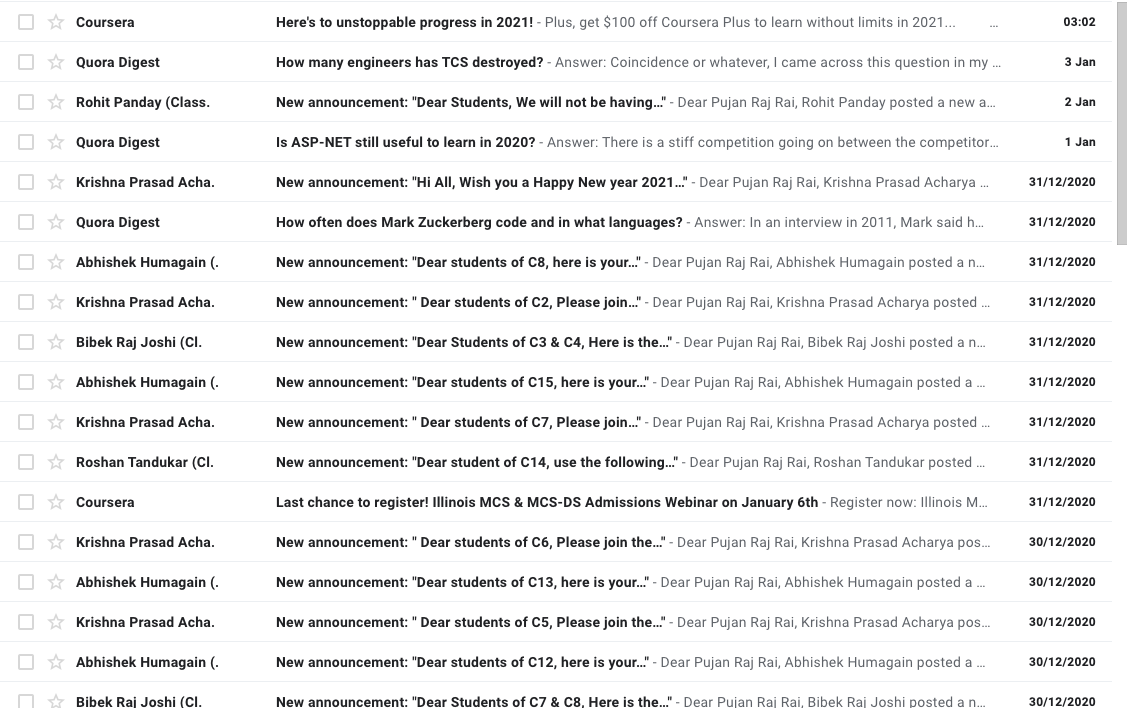 Coursera Here's to unstoppable progress in 2021! - Plus, get $100 off Coursera Plus to learn without limits in 2021... ... 03:02
Quora Digest How many engineers has TCS destroyed? - Answer: Coincidence or whatever, I came across this question in my ... 3 Jan
Rohit Panday (Class. New announcement: "Dear Students, We will not be having…" - Dear Pujan Raj Rai, Rohit Panday posted a new a... 2 Jan
Quora Digest Is ASP-NET still useful to learn in 2020? - Answer: There is a stiff competition going on between the competitor... 1 Jan
Krishna Prasad Acha. New announcement: "Hi All, Wish you a Happy New year 2021…" - Dear Pujan Raj Rai, Krishna Prasad Acharya ... 31/12/2020
Quora Digest How often does Mark Zuckerberg code and in what languages? - Answer: In an interview in 2011, Mark said h... 31/12/2020
Abhishek Humagain (. New announcement: "Dear students of C8, here is your…" - Dear Pujan Raj Rai, Abhishek Humagain posted a n... 31/12/2020
Krishna Prasad Acha. New announcement: " Dear students of C2, Please join…" - Dear Pujan Raj Rai, Krishna Prasad Acharya posted ... 31/12/2020
Bibek Raj Joshi (Cl. New announcement: "Dear Students of C3 & C4, Here is the…" - Dear Pujan Raj Rai, Bibek Raj Joshi posted a n... 31/12/2020
Abhishek Humagain (. New announcement: "Dear students of C15, here is your…" - Dear Pujan Raj Rai, Abhishek Humagain posted a ... 31/12/2020
Krishna Prasad Acha. New announcement: " Dear students of C7, Please join…" - Dear Pujan Raj Rai, Krishna Prasad Acharya posted ... 31/12/2020
Roshan Tandukar (Cl. New announcement: "Dear student of C14, use the following…" - Dear Pujan Raj Rai, Roshan Tandukar posted ... 31/12/2020
Coursera Last chance to register! Illinois MCS & MCS-DS Admissions Webinar on January 6th - Register now: Illinois M... 31/12/2020
Krishna Prasad Acha. New announcement: " Dear students of C6, Please join the…" - Dear Pujan Raj Rai, Krishna Prasad Acharya pos... 30/12/2020
Abhishek Humagain (. New announcement: "Dear students of C13, here is your…" - Dear Pujan Raj Rai, Abhishek Humagain posted a ... 30/12/2020
Krishna Prasad Acha. New announcement: " Dear students of C5, Please join the…" - Dear Pujan Raj Rai, Krishna Prasad Acharya pos... 30/12/2020
Abhishek Humagain (. New announcement: "Dear students of C12, here is your…" - Dear Pujan Raj Rai, Abhishek Humagain posted a ... 30/12/2020
Bibek Raj Joshi (Cl. New announcement: "Dear Students of C7 & C8, Here is the…" - Dear Pujan Raj Rai, Bibek Raj Joshi posted a n... 30/12/2020